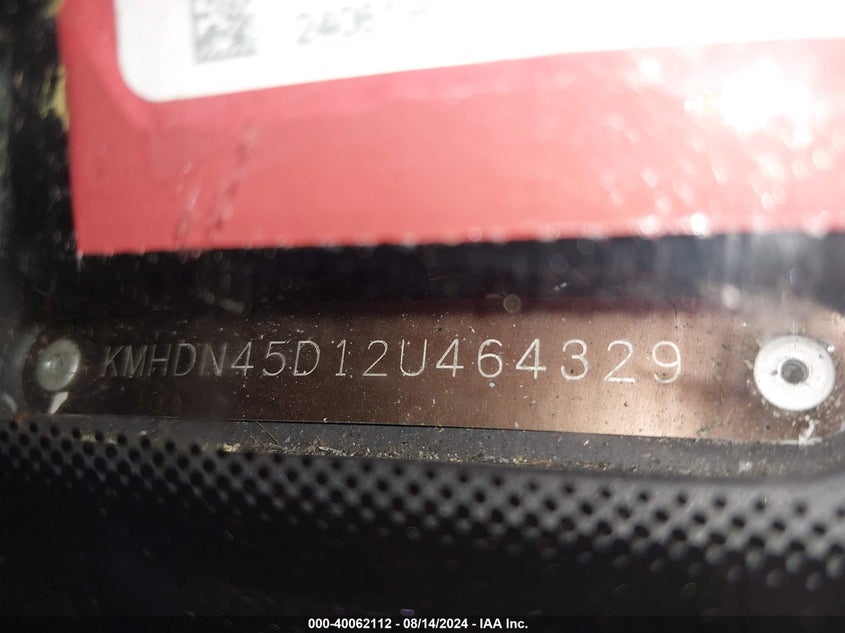 KMHDN45D12U464329
000-40062112 - 08/14/2024 - IAA Inc.